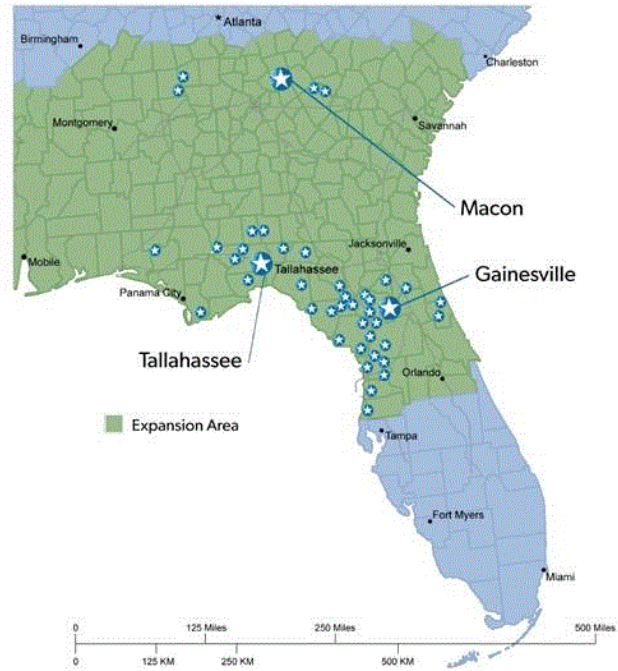 Atlanta
Birmingham
Charleston
Montgomery
Savannah
Macon
Jacksonville
Mobile
Tallahassee
Gainesville
Panama City
Tallahassee
Orlando
Expansion Area
Tampa
Fort Myers
Miami
0 125 Miles 250 Miles 500 Miles
0 125 KM 250 KM 500 KM